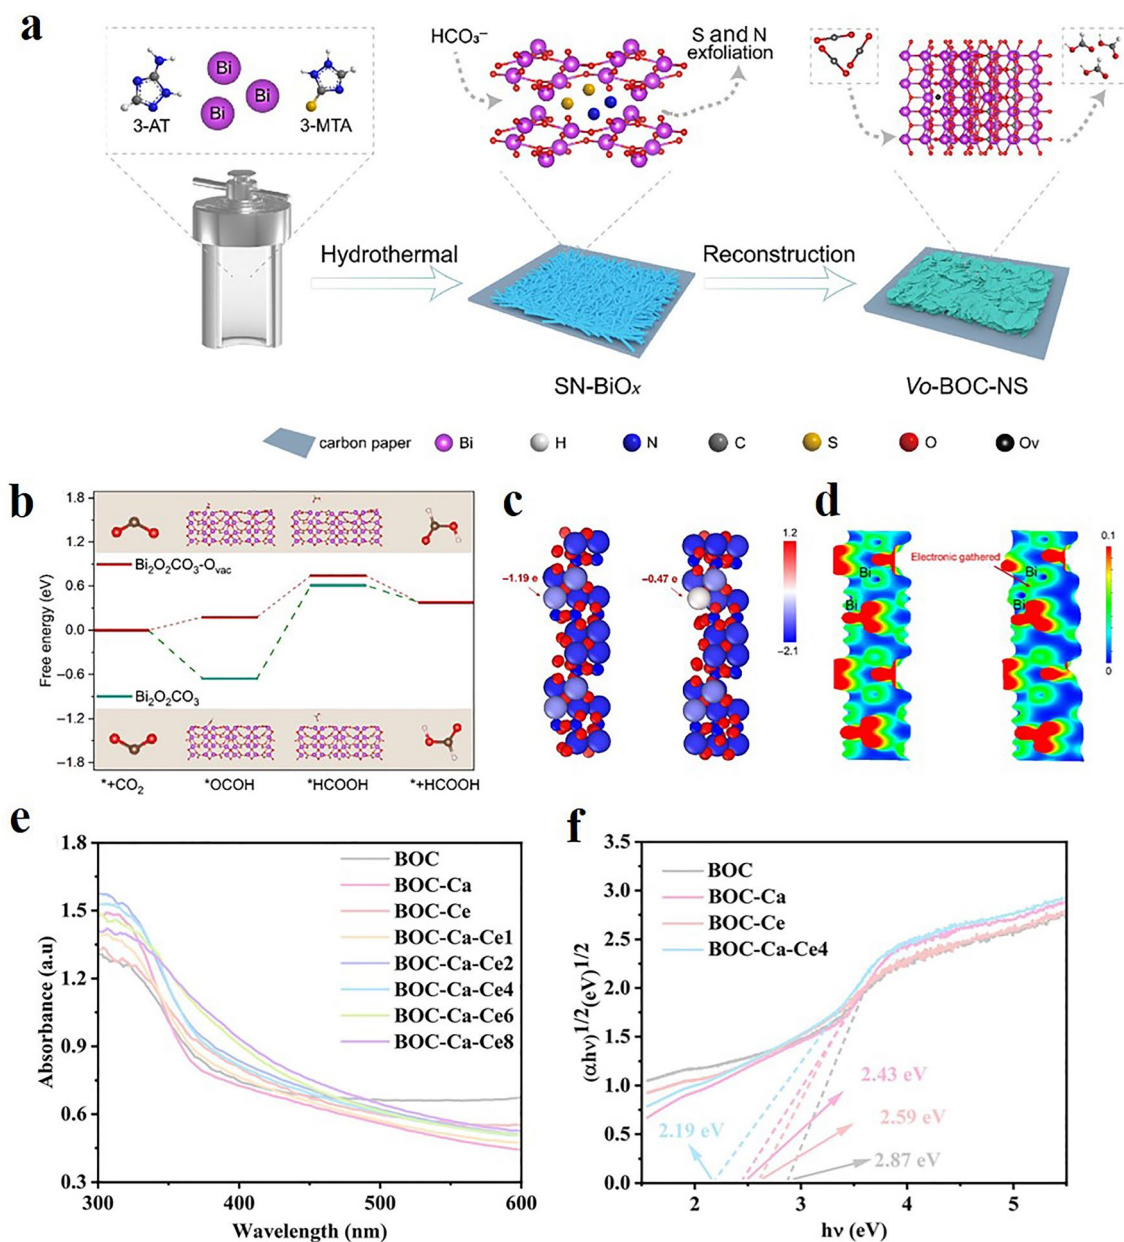 a
3-AT
Bi
Bi
Bi
3-MTA
HCO₃⁻
S and N
exfoliation
Hydrothermal
Reconstruction
SN-BiOx
Vo-BOC-NS
carbon paper
Bi
H
N
C
S
O
Ov
b
Free energy (eV)
1.8
1.2
0.6
0.0
−0.6
−1.2
−1.8
Bi₂O₂CO₃-Ovac
Bi₂O₂CO₃
*+CO₂
*OCOH
*HCOOH
*+HCOOH
c
−1.19 e
−0.47 e
1.2
−2.1
d
Electronic gathered
Bi
Bi
Bi
Bi
0.1
0
e
Absorbance (a.u)
1.8
1.5
1.2
0.9
0.6
0.3
BOC
BOC-Ca
BOC-Ce
BOC-Ca-Ce1
BOC-Ca-Ce2
BOC-Ca-Ce4
BOC-Ca-Ce6
BOC-Ca-Ce8
300
400
500
600
Wavelength (nm)
f
(αhν)^1/2(eV)^1/2
3.5
3.0
2.5
2.0
1.5
1.0
0.5
0.0
BOC
BOC-Ca
BOC-Ce
BOC-Ca-Ce4
2.43 eV
2.59 eV
2.19 eV
2.87 eV
2
3
4
5
hν (eV)